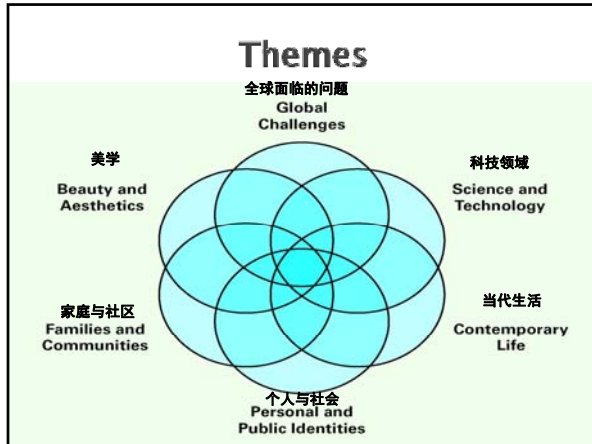 Themes
全球面临的问题
Global
Challenges
美学
Beauty and
Aesthetics
科技领域
Science and
Technology
家庭与社区
Families and
Communities
当代生活
Contemporary
Life
个人与社会
Personal and
Public Identities